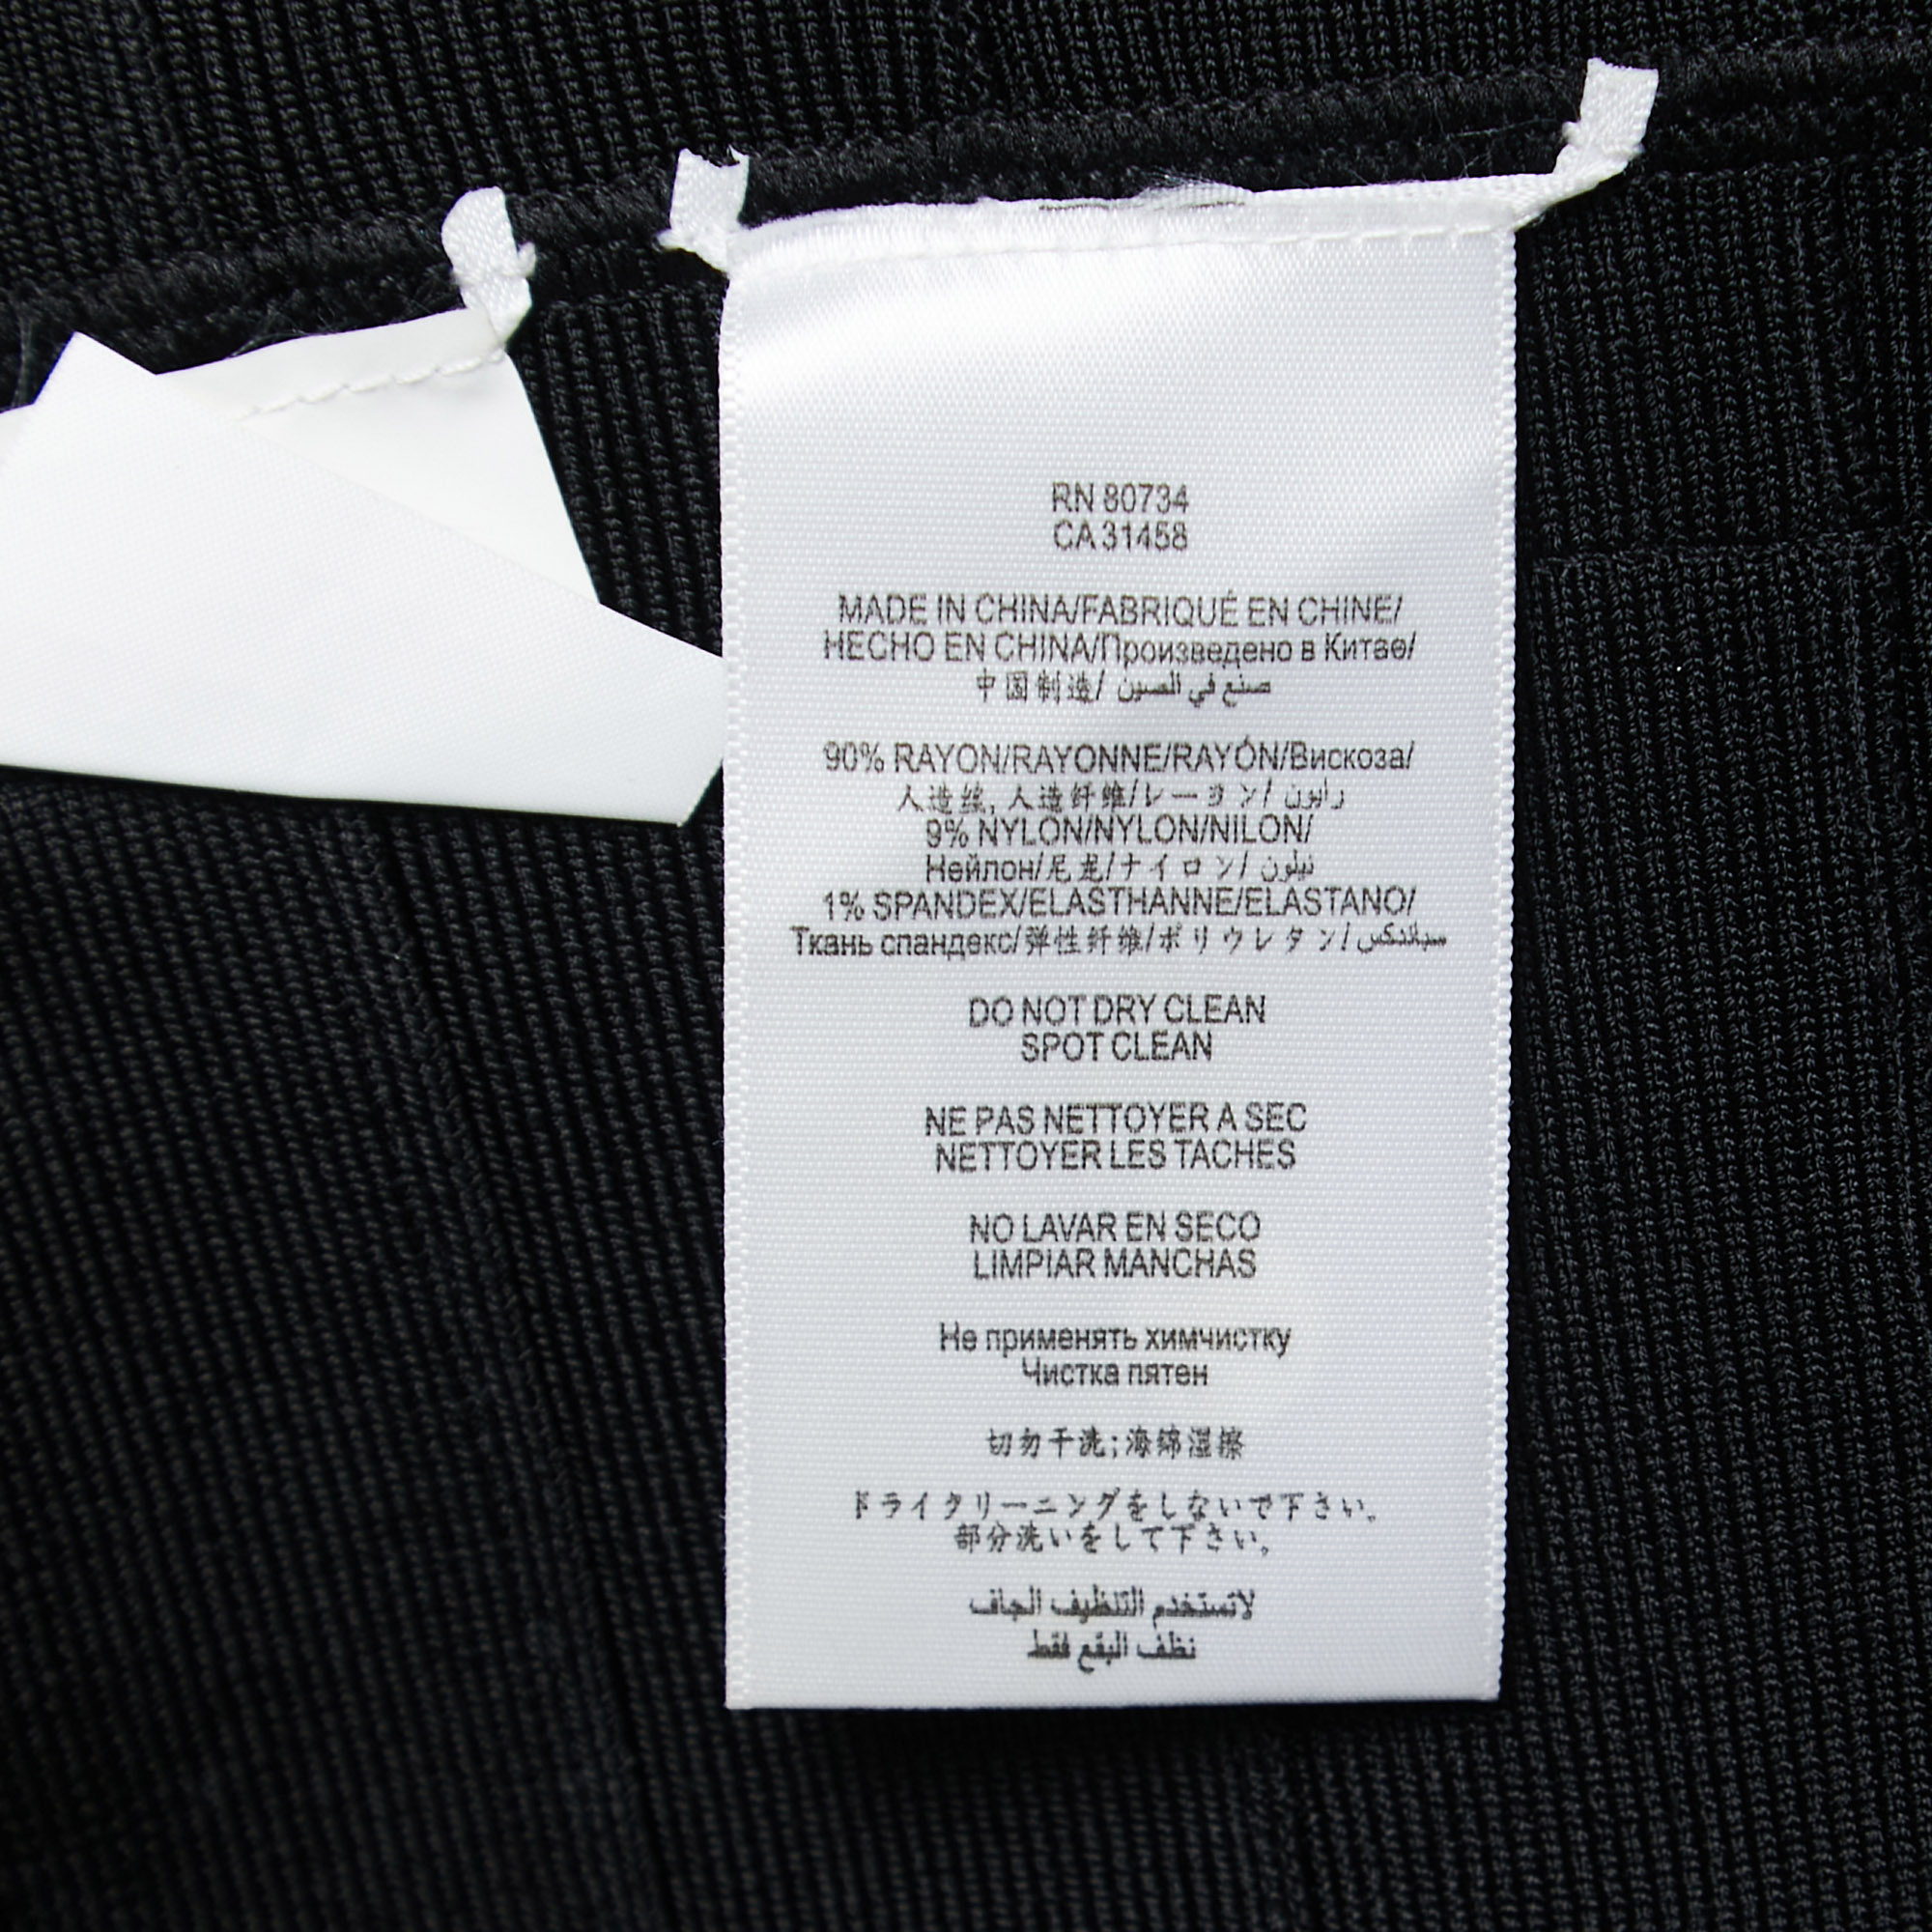 RN 80734
CA 31458
MADE IN CHINA/FABRIQUÉ EN CHINE/
HECHO EN CHINA/Произведено в Китае/
中国制造/ صنع في الصين
90% RAYON/RAYONNE/RAYÓN/Вискоза/
人造丝, 人造纤维/レーヨン/ رايون
9% NYLON/NYLON/NILON/
Нейлон/尼龙/ナイロン/ نيلون
1% SPANDEX/ELASTHANNE/ELASTANO/
Ткань спандекс/弹性纤维/ポリウレタン/ سباندكس
DO NOT DRY CLEAN
SPOT CLEAN
NE PAS NETTOYER A SEC
NETTOYER LES TACHES
NO LAVAR EN SECO
LIMPIAR MANCHAS
Не применять химчистку
Чистка пятен
切勿干洗;海绵湿擦
ドライクリーニングをしないで下さい。
部分洗いをして下さい。
لاتستخدم التنظيف الجاف
نظف البقع فقط